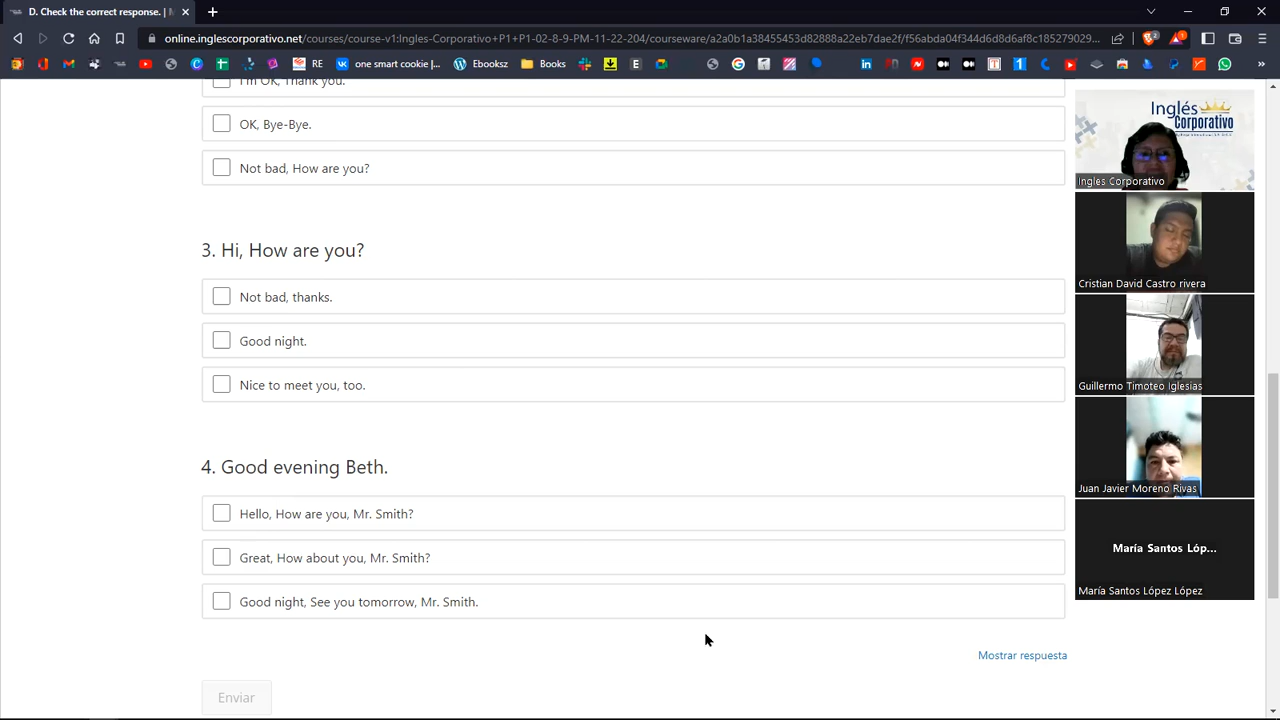 D. Check the correct response. |
online.inglescorporativo.net/courses/course-v1:Ingles-Corporativo+P1+P1-02-8-9-PM-11-22-204/courseware/a2a0b1a38455453d82888a2eb7dae2f/f56abda04f344d6d8d6af8c185279029...
RE
one smart cookie |...
Eboksz
Books
I'm OK, Thank you.
OK, Bye-Bye.
Not bad, How are you?
3. Hi, How are you?
Not bad, thanks.
Good night.
Nice to meet you, too.
4. Good evening Beth.
Hello, How are you, Mr. Smith?
Great, How about you, Mr. Smith?
Good night, See you tomorrow, Mr. Smith.
Mostrar respuesta
Enviar
Inglés
Corporativo
Ingles Corporativo
Cristian David Castro rivera
Guillermo Timoteo Iglesias
Juan Javier Moreno Rivas
María Santos Lóp...
María Santos López López